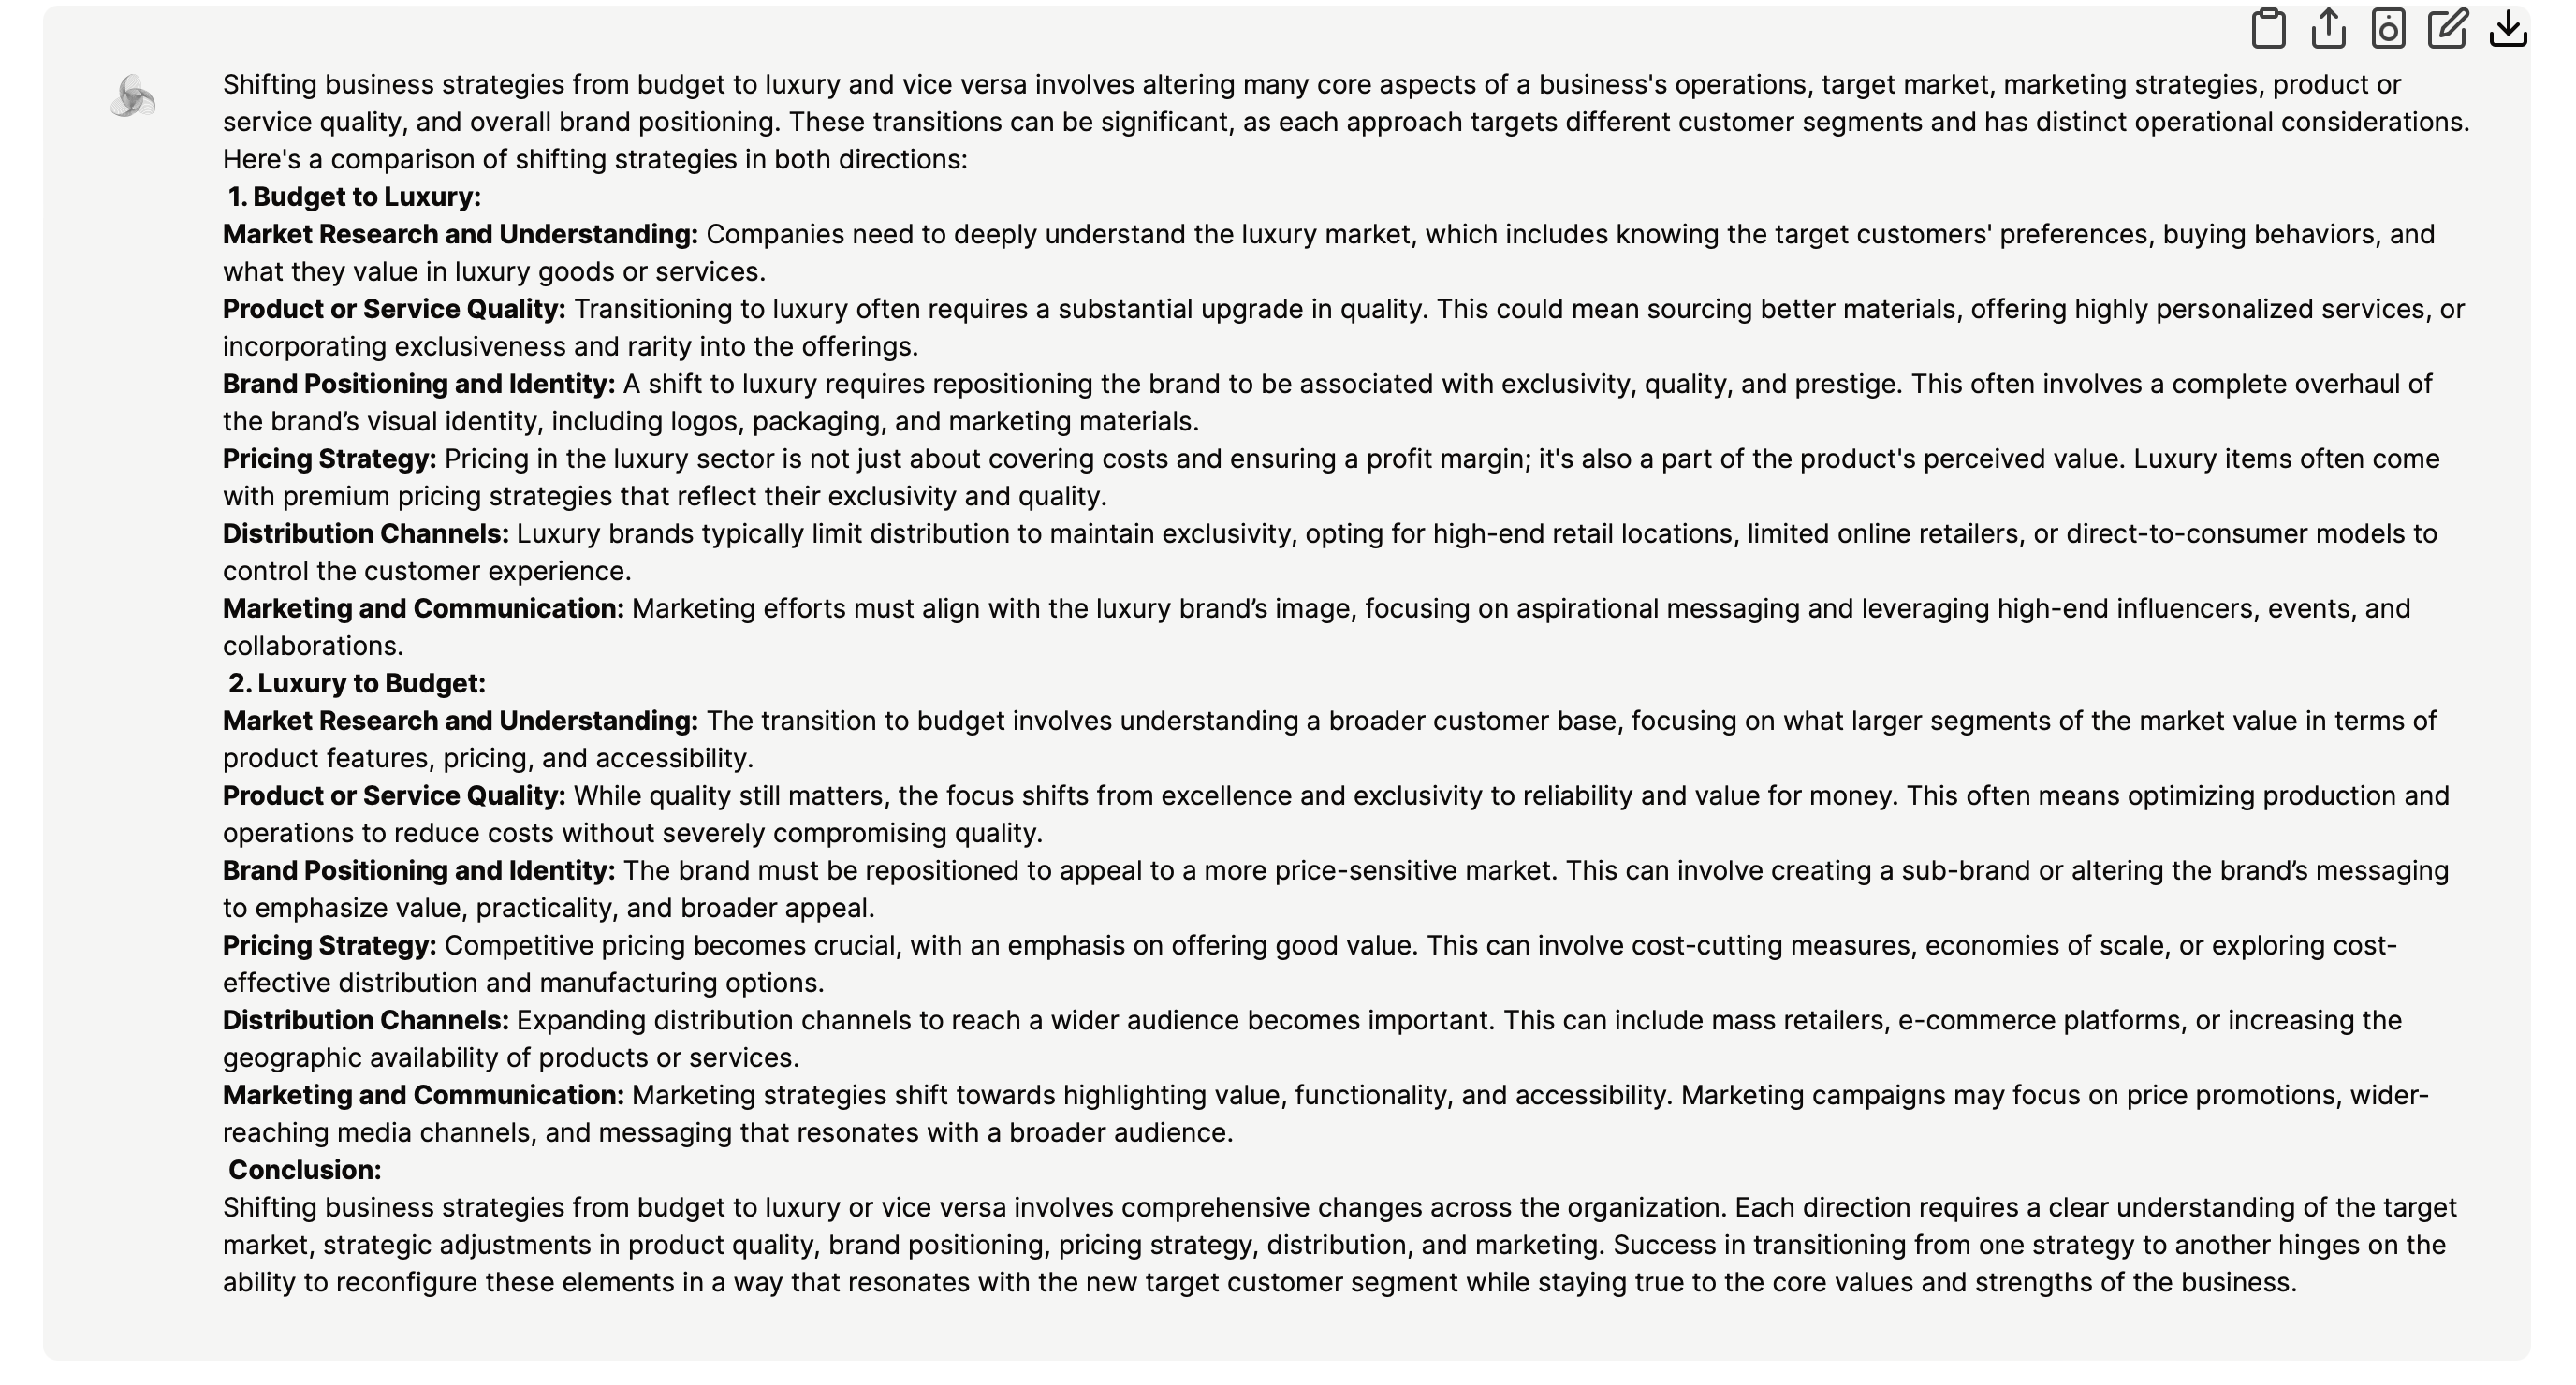 Shifting business strategies from budget to luxury and vice versa involves altering many core aspects of a business's operations, target market, marketing strategies, product or
service quality, and overall brand positioning. These transitions can be significant, as each approach targets different customer segments and has distinct operational considerations.
Here's a comparison of shifting strategies in both directions:
1. Budget to Luxury:
Market Research and Understanding: Companies need to deeply understand the luxury market, which includes knowing the target customers' preferences, buying behaviors, and
what they value in luxury goods or services.
Product or Service Quality: Transitioning to luxury often requires a substantial upgrade in quality. This could mean sourcing better materials, offering highly personalized services, or
incorporating exclusiveness and rarity into the offerings.
Brand Positioning and Identity: A shift to luxury requires repositioning the brand to be associated with exclusivity, quality, and prestige. This often involves a complete overhaul of
the brand’s visual identity, including logos, packaging, and marketing materials.
Pricing Strategy: Pricing in the luxury sector is not just about covering costs and ensuring a profit margin; it's also a part of the product's perceived value. Luxury items often come
with premium pricing strategies that reflect their exclusivity and quality.
Distribution Channels: Luxury brands typically limit distribution to maintain exclusivity, opting for high-end retail locations, limited online retailers, or direct-to-consumer models to
control the customer experience.
Marketing and Communication: Marketing efforts must align with the luxury brand’s image, focusing on aspirational messaging and leveraging high-end influencers, events, and
collaborations.
2. Luxury to Budget:
Market Research and Understanding: The transition to budget involves understanding a broader customer base, focusing on what larger segments of the market value in terms of
product features, pricing, and accessibility.
Product or Service Quality: While quality still matters, the focus shifts from excellence and exclusivity to reliability and value for money. This often means optimizing production and
operations to reduce costs without severely compromising quality.
Brand Positioning and Identity: The brand must be repositioned to appeal to a more price-sensitive market. This can involve creating a sub-brand or altering the brand’s messaging
to emphasize value, practicality, and broader appeal.
Pricing Strategy: Competitive pricing becomes crucial, with an emphasis on offering good value. This can involve cost-cutting measures, economies of scale, or exploring cost-
effective distribution and manufacturing options.
Distribution Channels: Expanding distribution channels to reach a wider audience becomes important. This can include mass retailers, e-commerce platforms, or increasing the
geographic availability of products or services.
Marketing and Communication: Marketing strategies shift towards highlighting value, functionality, and accessibility. Marketing campaigns may focus on price promotions, wider-
reaching media channels, and messaging that resonates with a broader audience.
Conclusion:
Shifting business strategies from budget to luxury or vice versa involves comprehensive changes across the organization. Each direction requires a clear understanding of the target
market, strategic adjustments in product quality, brand positioning, pricing strategy, distribution, and marketing. Success in transitioning from one strategy to another hinges on the
ability to reconfigure these elements in a way that resonates with the new target customer segment while staying true to the core values and strengths of the business.